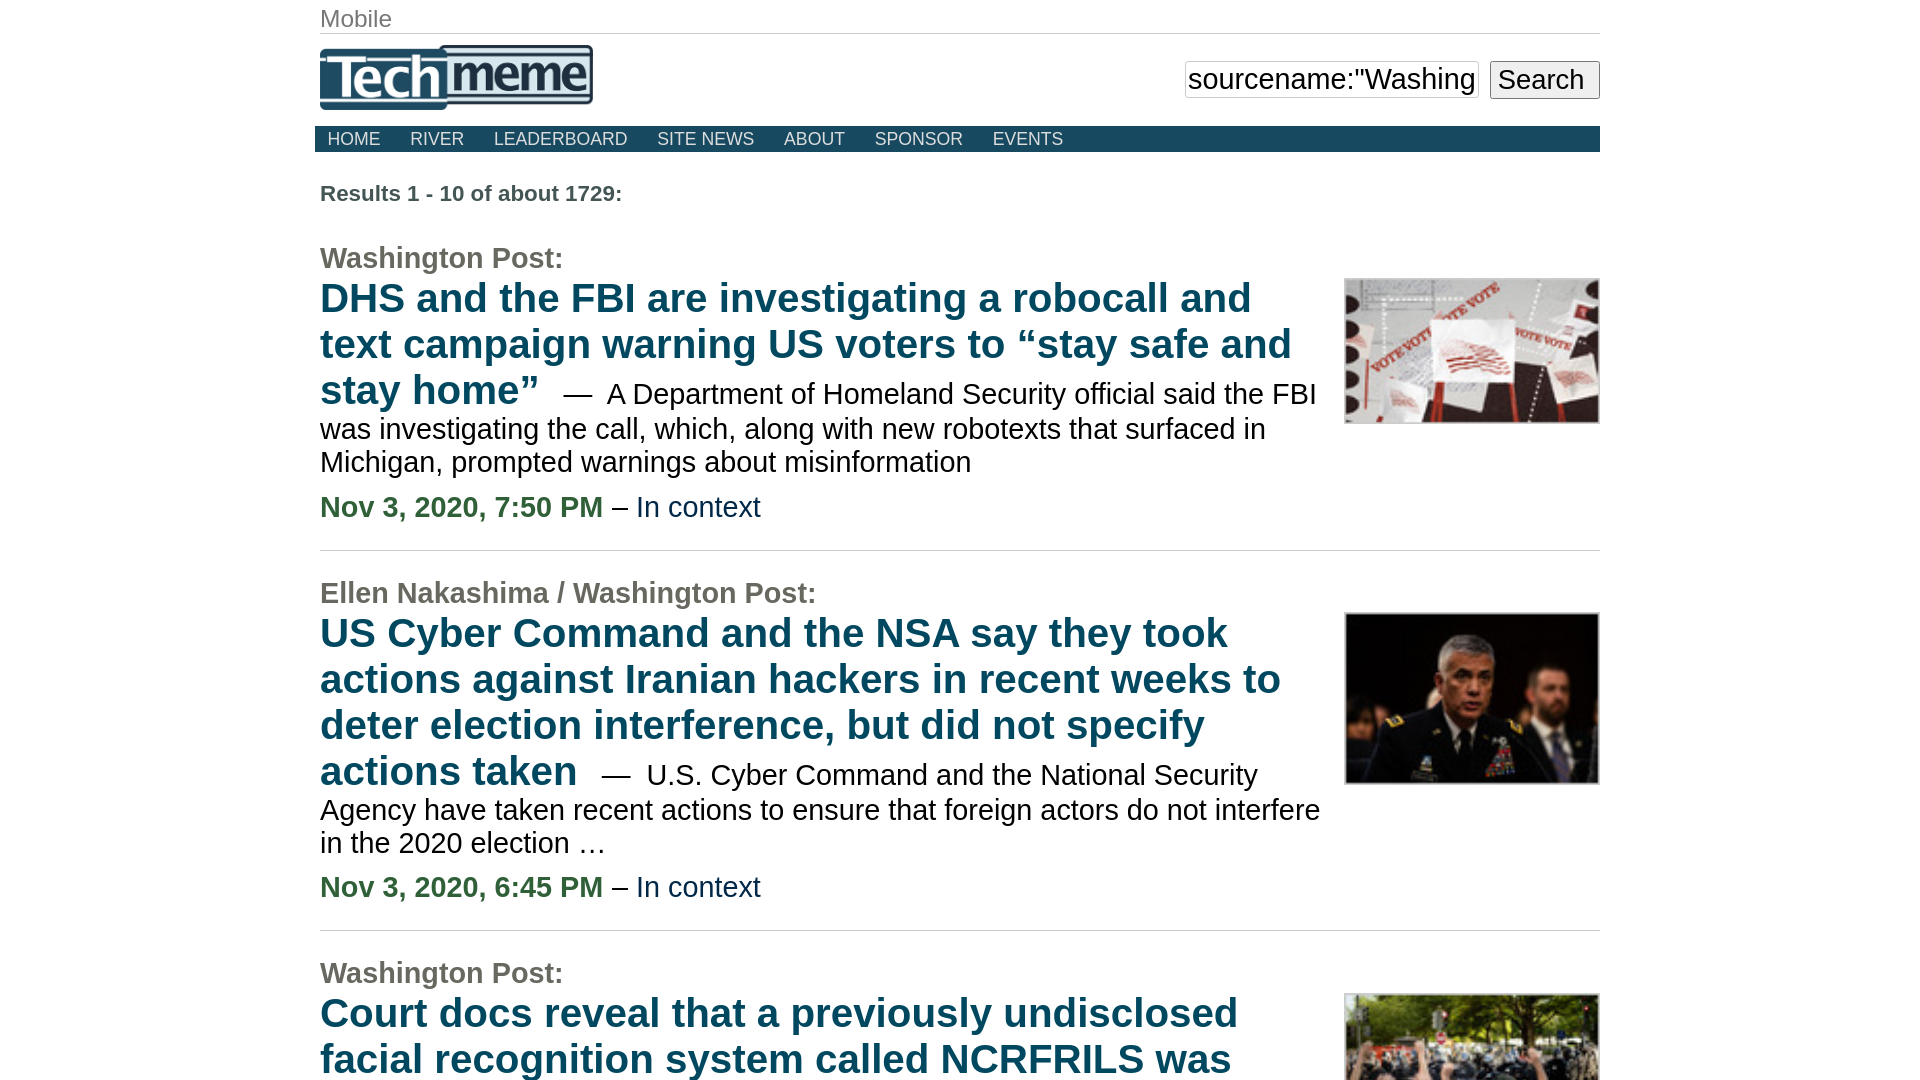 Mobile
Techmeme
sourcename:"Washing
Search
HOME RIVER LEADERBOARD SITE NEWS ABOUT SPONSOR EVENTS
Results 1 - 10 of about 1729:
Washington Post:
DHS and the FBI are investigating a robocall and
text campaign warning US voters to “stay safe and
stay home” — A Department of Homeland Security official said the FBI
was investigating the call, which, along with new robotexts that surfaced in
Michigan, prompted warnings about misinformation
VOTE VOTE VOTE
VOTE VOTE
Nov 3, 2020, 7:50 PM – In context
Ellen Nakashima / Washington Post:
US Cyber Command and the NSA say they took
actions against Iranian hackers in recent weeks to
deter election interference, but did not specify
actions taken — U.S. Cyber Command and the National Security
Agency have taken recent actions to ensure that foreign actors do not interfere
in the 2020 election …
Nov 3, 2020, 6:45 PM – In context
Washington Post:
Court docs reveal that a previously undisclosed
facial recognition system called NCRFRILS was